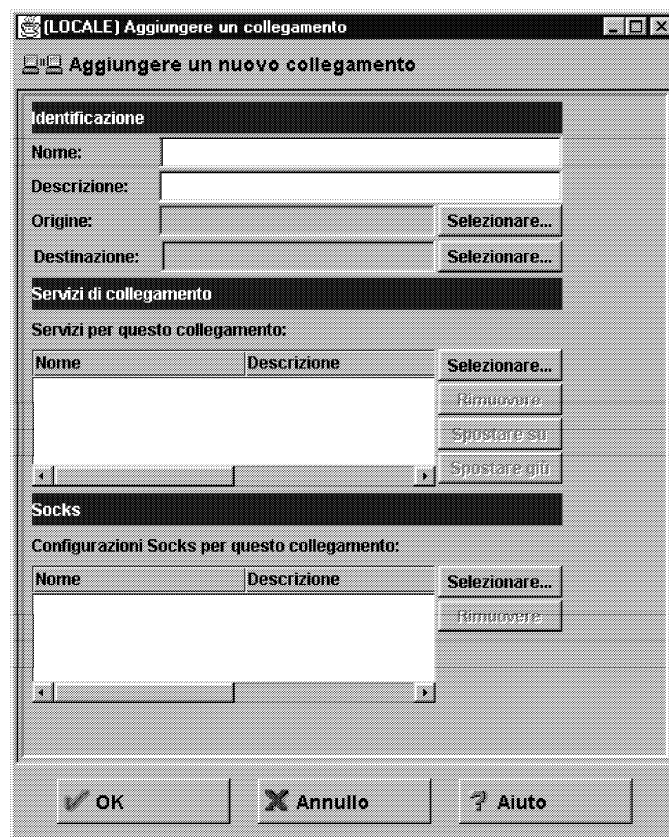 (LOCALE) Aggiungere un collegamento
Aggiungere un nuovo collegamento
Identificazione
Nome:
Descrizione:
Origine:
Selezionare...
Destinazione:
Selezionare...
Servizi di collegamento
Servizi per questo collegamento:
Nome Descrizione
Selezionare...
Rimuovere
Spostare su
Spostare giù
Socks
Configurazioni Socks per questo collegamento:
Nome Descrizione
Selezionare...
Rimuovere
OK
Annullo
Aiuto